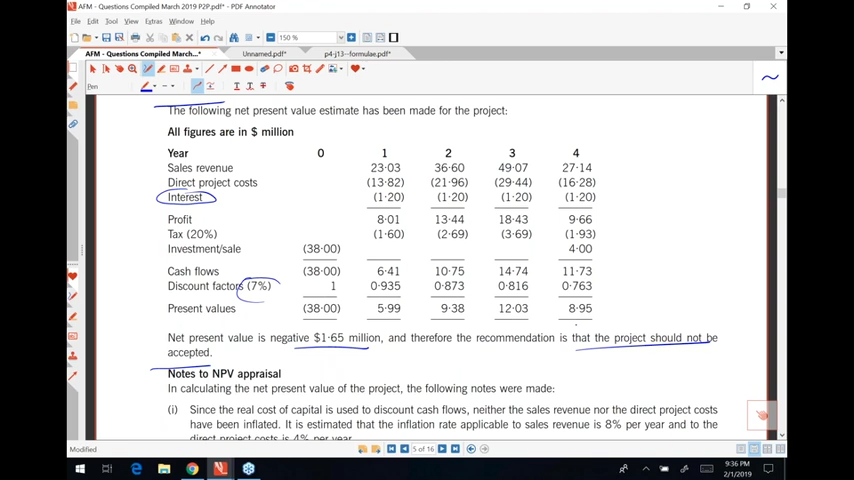 AFM - Questions Compiled March 2019 P2P.pdf* - PDF Annotator
File Edit Tool View Extras Window Help
150 %
AFM - Questions Compiled March...* Unnamed.pdf* p4-j13--formulae.pdf*
Pen
The following net present value estimate has been made for the project:
All figures are in $ million
Year 0 1 2 3 4
Sales revenue 23·03 36·60 49·07 27·14
Direct project costs (13·82) (21·96) (29·44) (16·28)
Interest (1·20) (1·20) (1·20) (1·20)
Profit 8·01 13·44 18·43 9·66
Tax (20%) (1·60) (2·69) (3·69) (1·93)
Investment/sale (38·00) 4·00
Cash flows (38·00) 6·41 10·75 14·74 11·73
Discount factors (7%) 1 0·935 0·873 0·816 0·763
Present values (38·00) 5·99 9·38 12·03 8·95
Net present value is negative $1·65 million, and therefore the recommendation is that the project should not be
accepted.
Notes to NPV appraisal
In calculating the net present value of the project, the following notes were made:
(i) Since the real cost of capital is used to discount cash flows, neither the sales revenue nor the direct project costs
have been inflated. It is estimated that the inflation rate applicable to sales revenue is 8% per year and to the
direct project costs is 4% per year.
Modified
5 of 16
9:36 PM
2/1/2019